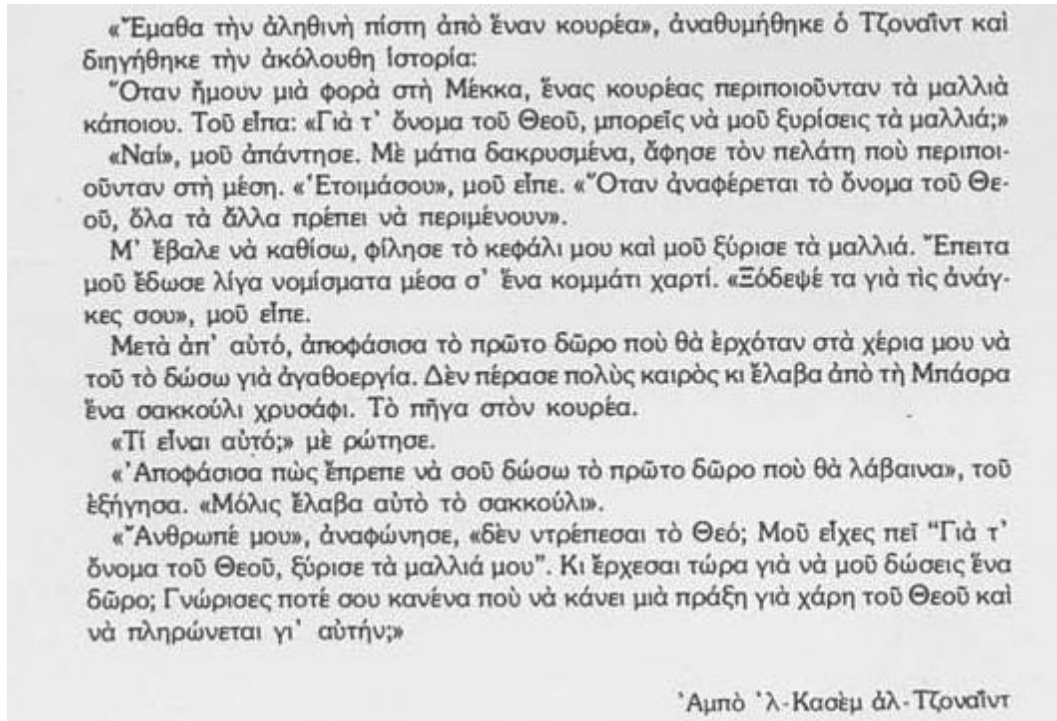 «Ἔμαθα τὴν ἀληθινὴ πίστη ἀπὸ ἕναν κουρέα», ἀναθυμήθηκε ὁ Τζοναΐντ καὶ
διηγήθηκε τὴν ἀκόλουθη ἱστορία:
Ὅταν ἤμουν μιὰ φορὰ στὴ Μέκκα, ἕνας κουρέας περιποιοῦνταν τὰ μαλλιὰ
κάποιου. Τοῦ εἶπα: «Γιὰ τ' ὄνομα τοῦ Θεοῦ, μπορεῖς νὰ μοῦ ξυρίσεις τὰ μαλλιά;»
«Ναί», μοῦ ἀπάντησε. Μὲ μάτια δακρυσμένα, ἄφησε τὸν πελάτη ποὺ περιποι-
οῦνταν στὴ μέση. «Ἑτοιμάσου», μοῦ εἶπε. «Ὅταν ἀναφέρεται τὸ ὄνομα τοῦ Θε-
οῦ, ὅλα τὰ ἄλλα πρέπει νὰ περιμένουν».
Μ' ἔβαλε νὰ καθίσω, φίλησε τὸ κεφάλι μου καὶ μοῦ ξύρισε τὰ μαλλιά. Ἔπειτα
μοῦ ἔδωσε λίγα νομίσματα μέσα σ' ἕνα κομμάτι χαρτί. «Ξόδεψέ τα γιὰ τὶς ἀνάγ-
κες σου», μοῦ εἶπε.
Μετὰ ἀπ' αὐτό, ἀποφάσισα τὸ πρῶτο δῶρο ποὺ θὰ ἐρχόταν στὰ χέρια μου νὰ
τοῦ τὸ δώσω γιὰ ἀγαθοεργία. Δὲν πέρασε πολὺς καιρὸς κι ἔλαβα ἀπὸ τὴ Μπάσρα
ἕνα σακκούλι χρυσάφι. Τὸ πῆγα στὸν κουρέα.
«Τί εἶναι αὐτό;» μὲ ρώτησε.
«Ἀποφάσισα πὼς ἔπρεπε νὰ σοῦ δώσω τὸ πρῶτο δῶρο ποὺ θὰ λάβαινα», τοῦ
ἐξήγησα. «Μόλις ἔλαβα αὐτὸ τὸ σακκούλι».
«Ἄνθρωπέ μου», ἀναφώνησε, «δὲν ντρέπεσαι τὸ Θεό; Μοῦ εἶχες πεῖ “Γιὰ τ'
ὄνομα τοῦ Θεοῦ, ξύρισε τὰ μαλλιά μου”. Κι ἔρχεσαι τώρα γιὰ νὰ μοῦ δώσεις ἕνα
δῶρο; Γνώρισες ποτέ σου κανένα ποὺ νὰ κάνει μιὰ πράξη γιὰ χάρη τοῦ Θεοῦ καὶ
νὰ πληρώνεται γι' αὐτήν;»
Ἀμπὸ 'λ-Κασὲμ ἀλ-Τζοναΐντ